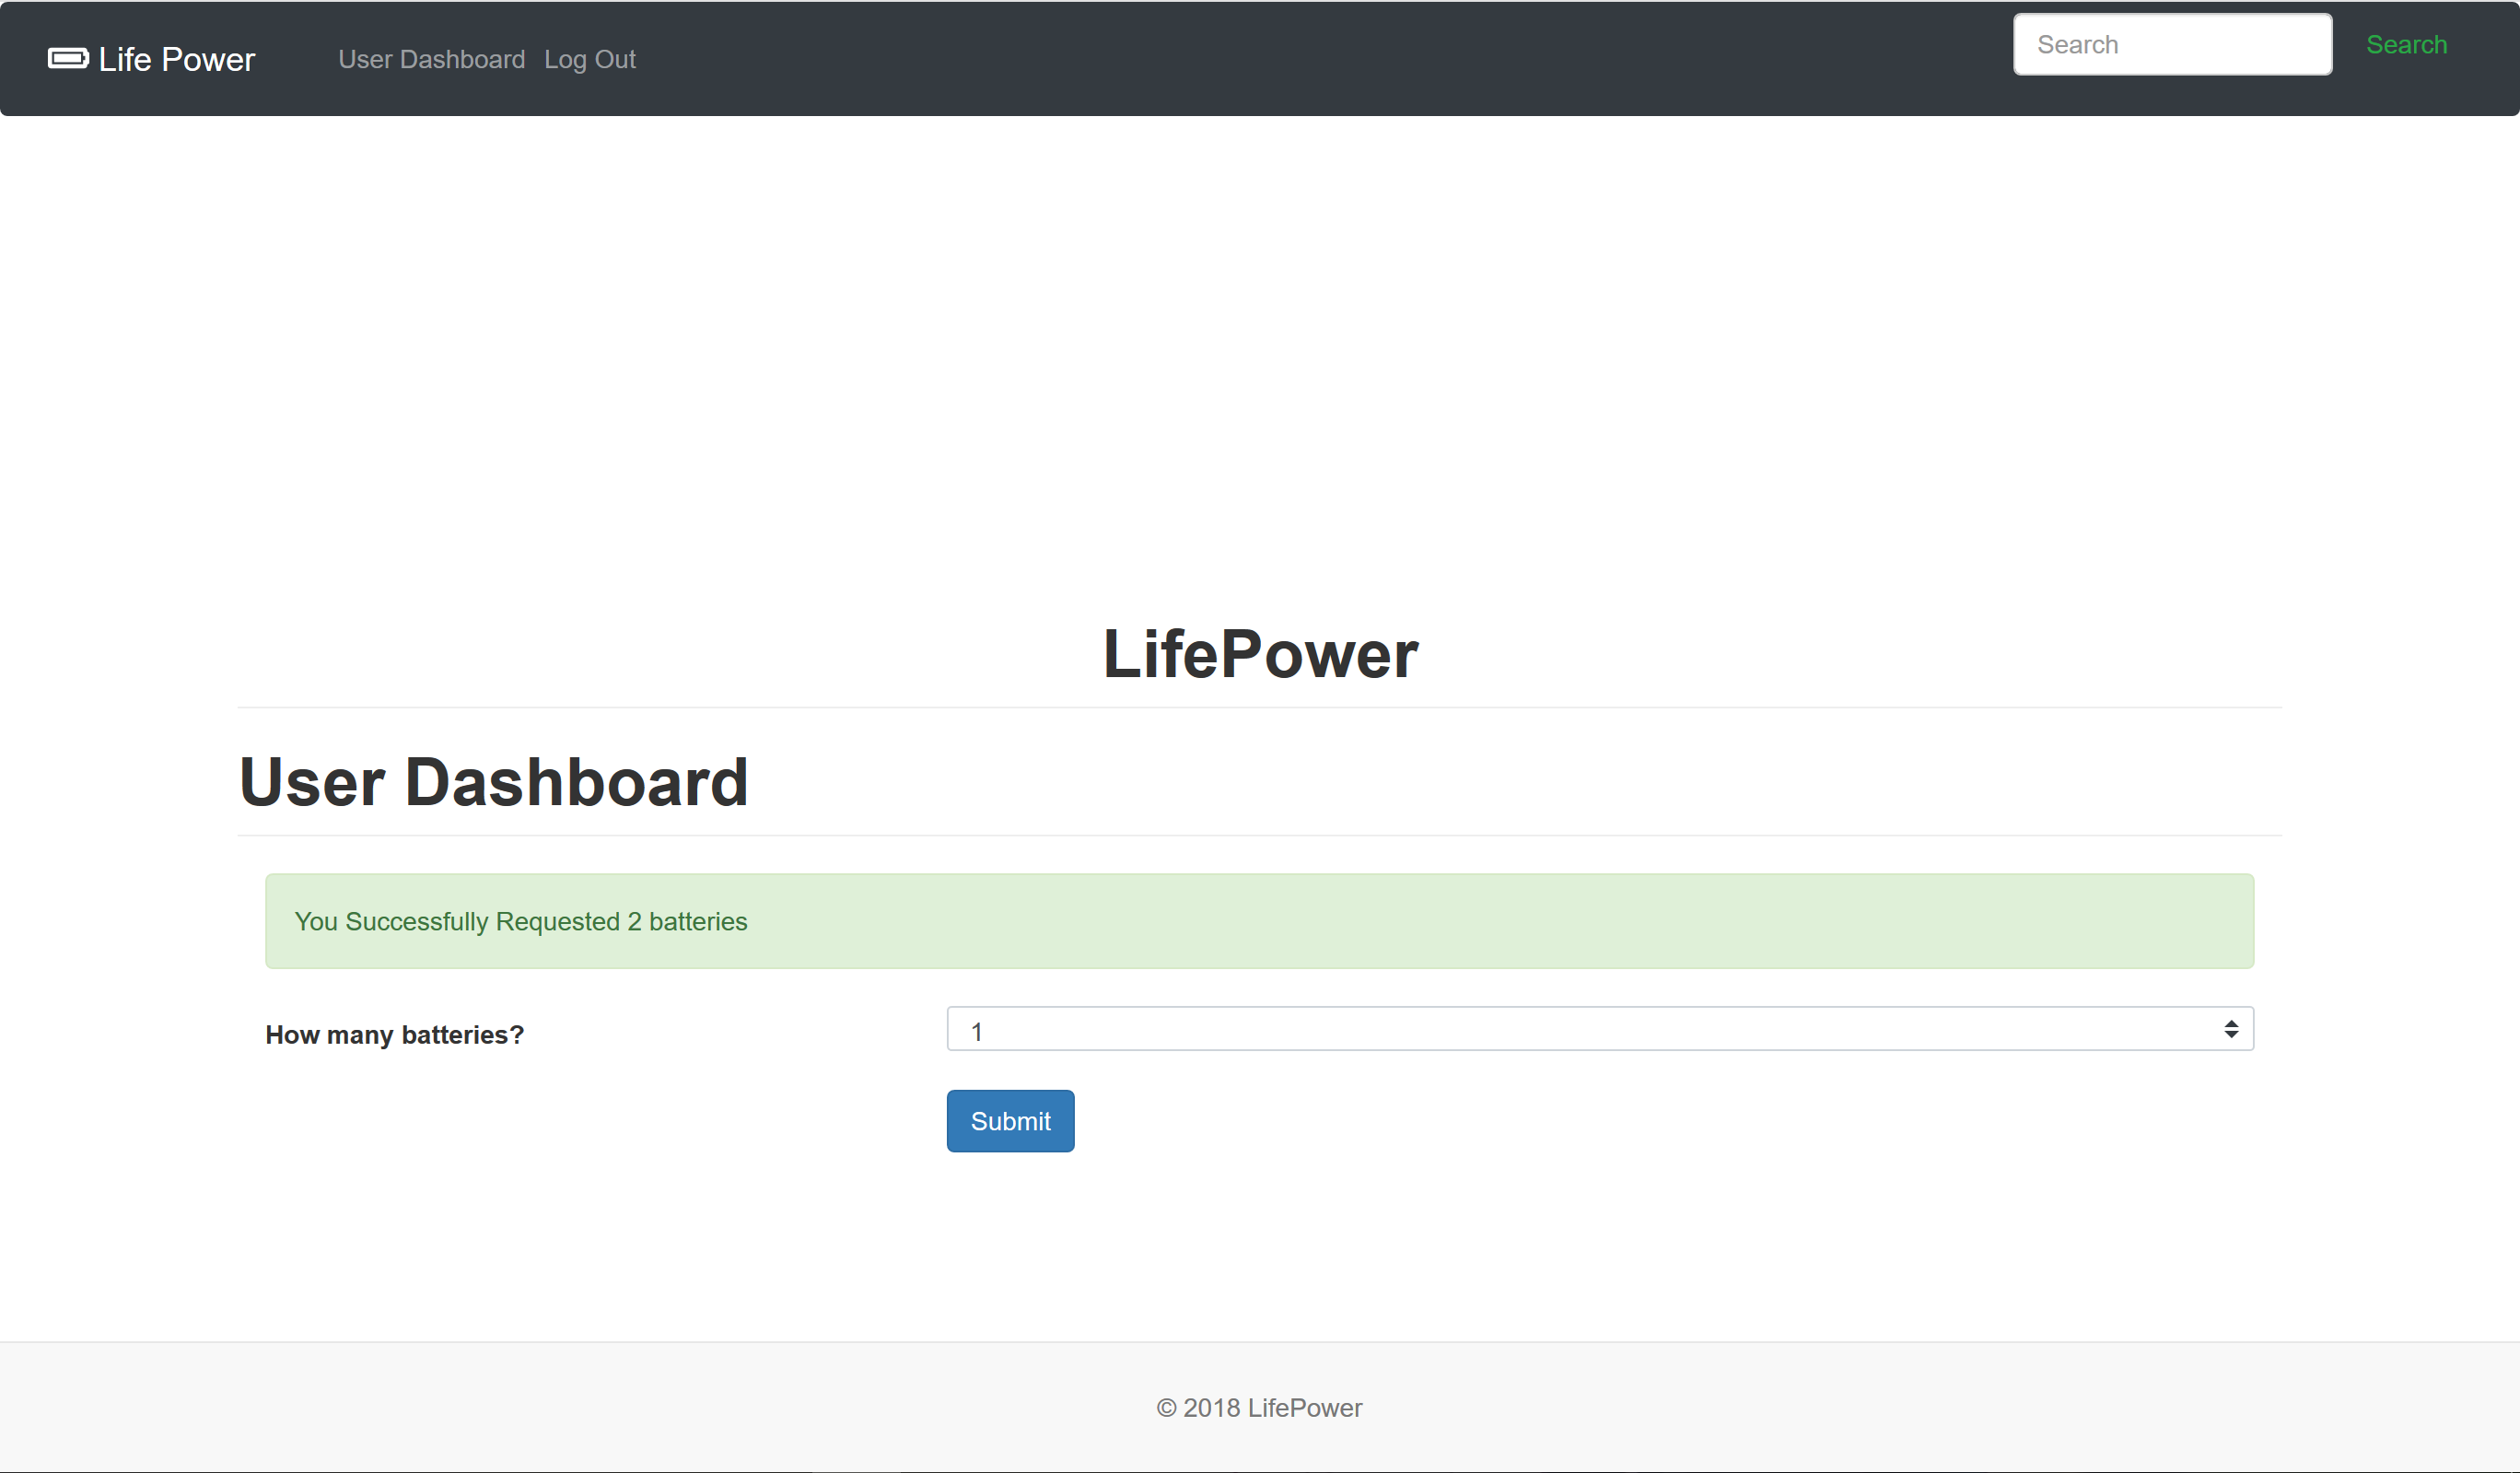 Life Power User Dashboard Log Out Search Search
LifePower
User Dashboard
You Successfully Requested 2 batteries
How many batteries? 1
Submit
© 2018 LifePower